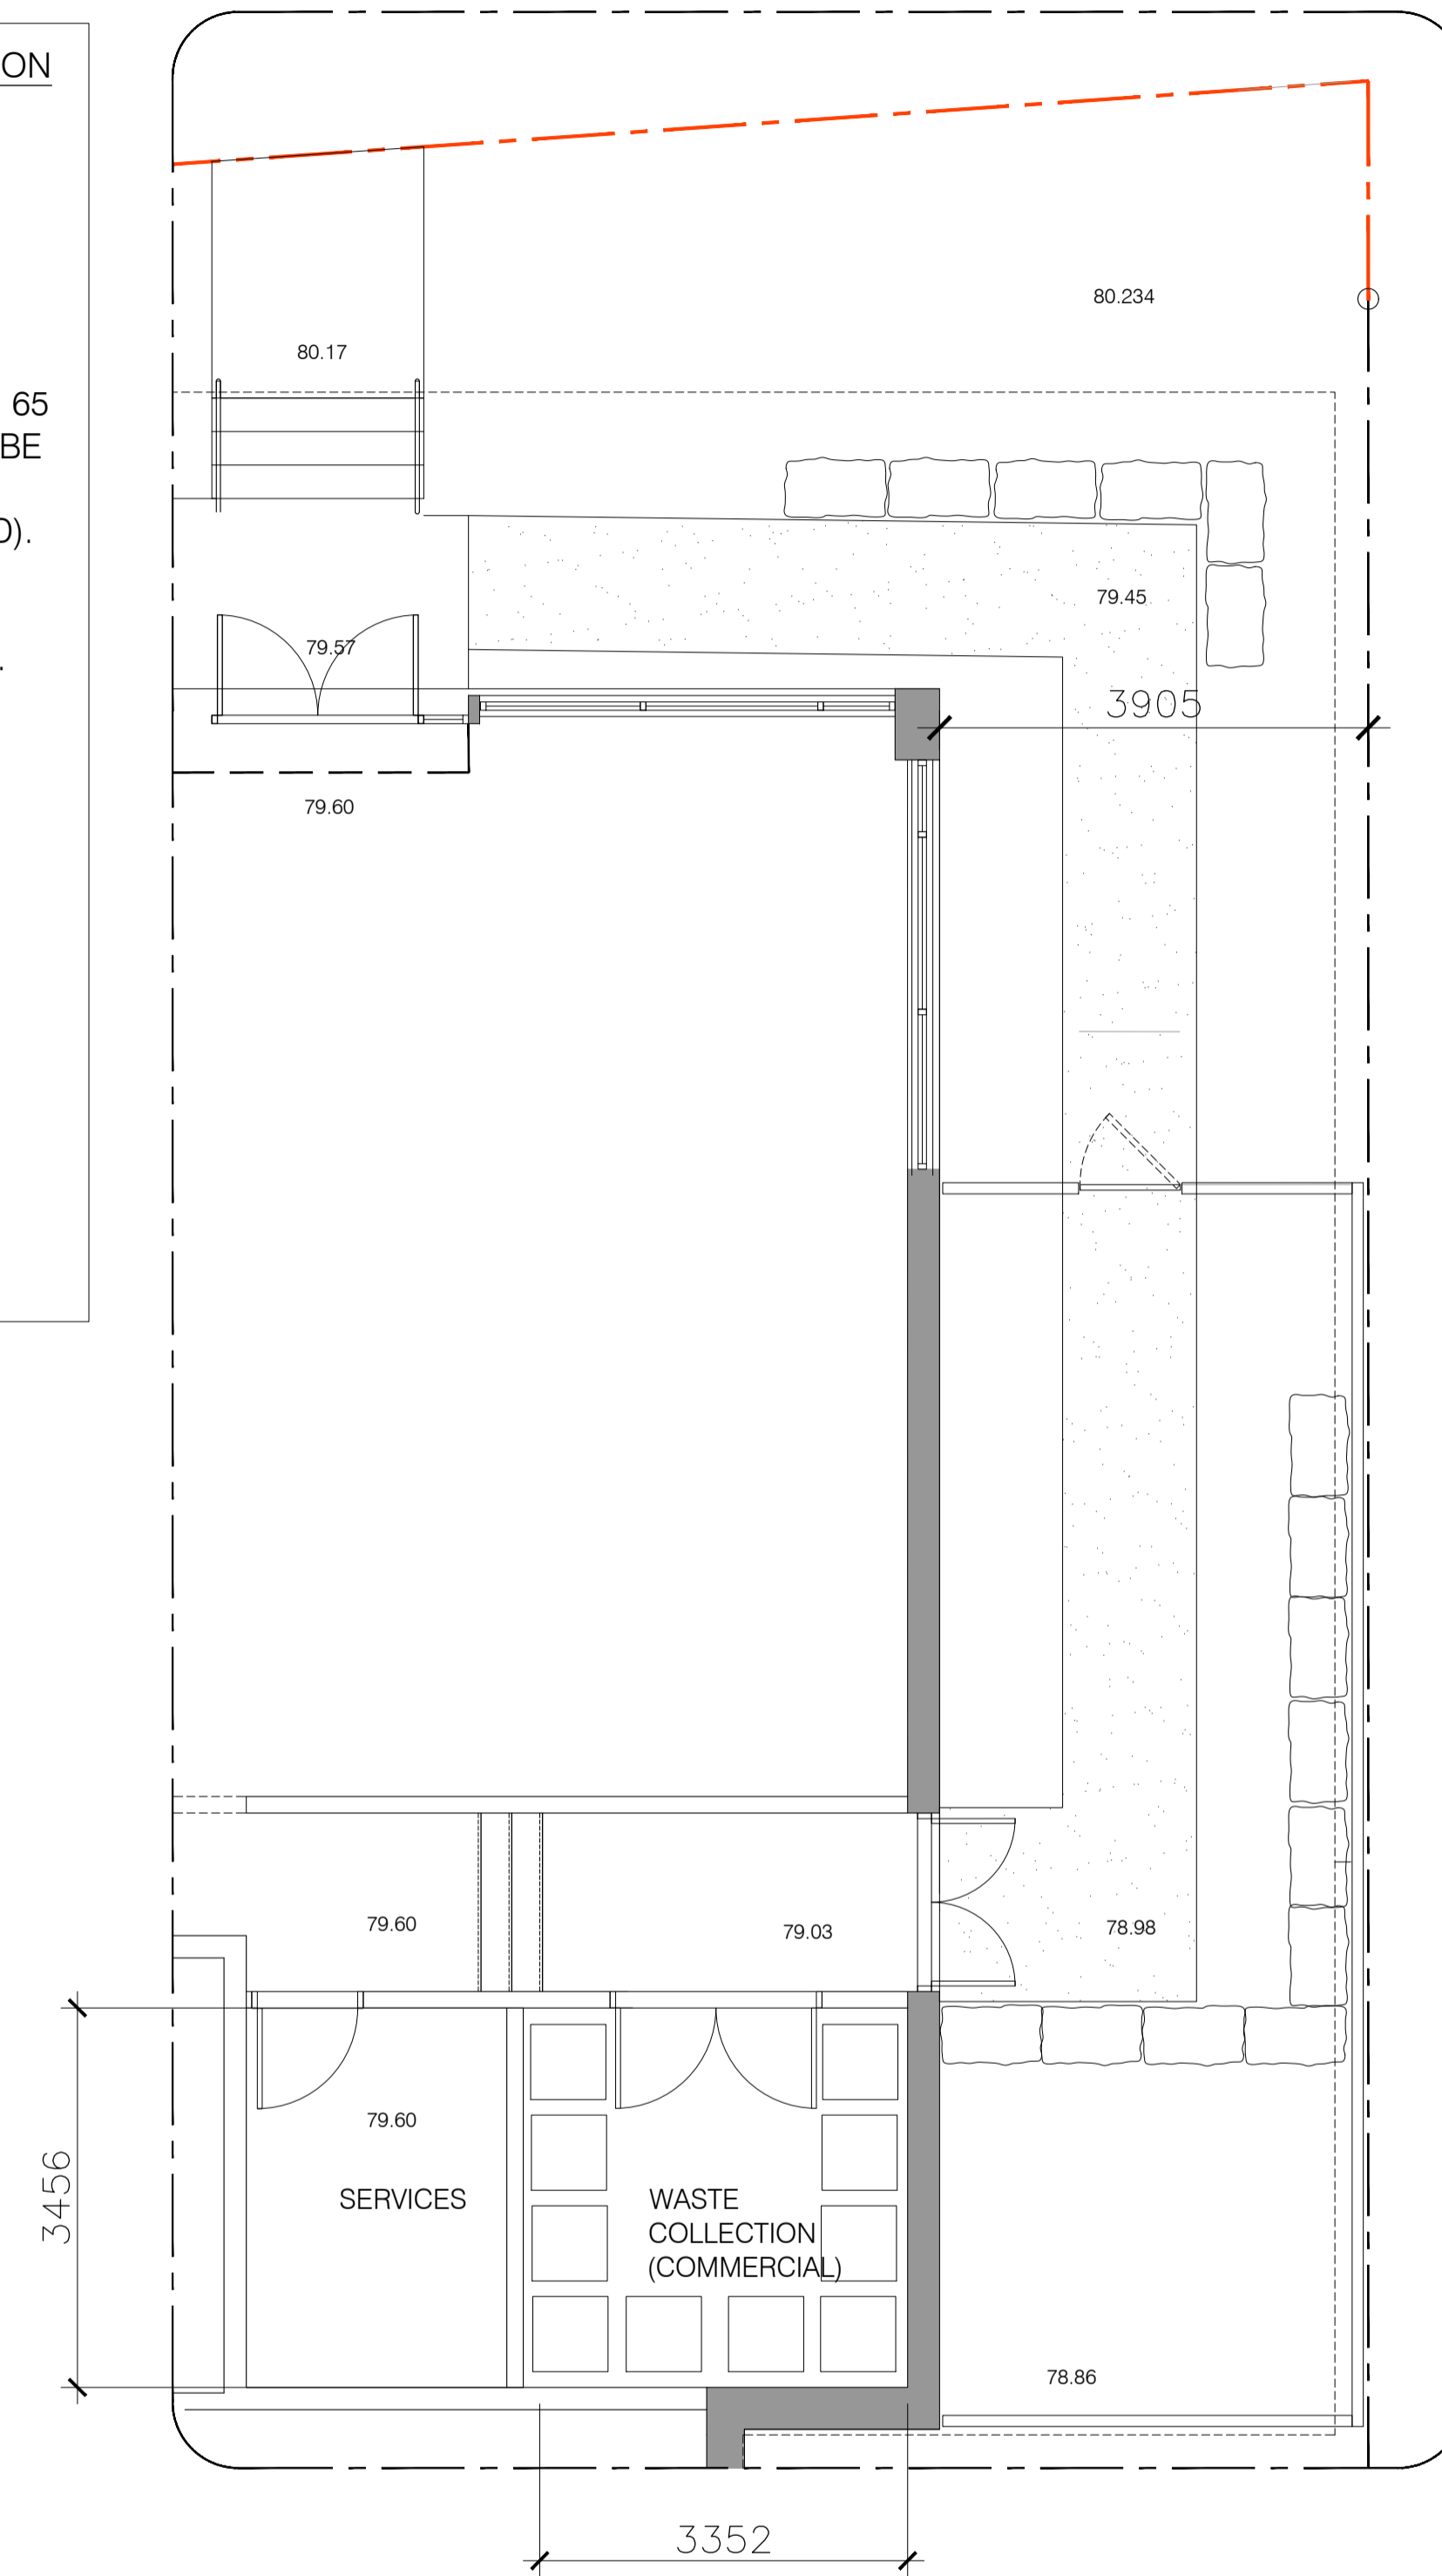 ON
65
BE
D).
.
80.234
80.17
79.45
79.57
3905
79.60
79.60
79.03
78.98
79.60
3456
SERVICES
WASTE
COLLECTION
(COMMERCIAL)
78.86
3352